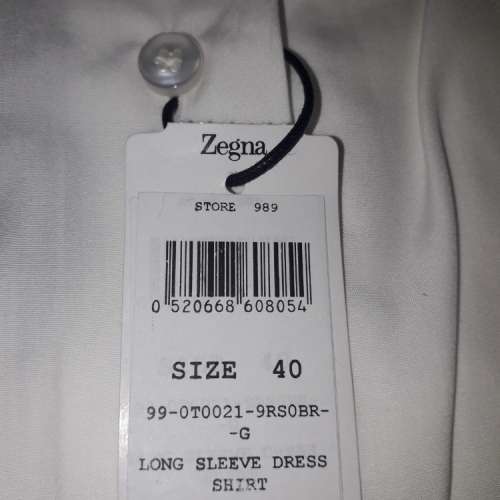 Zegna
STORE 989
0 520668 608054
SIZE 40
99-0T0021-9RS0BR-
-G
LONG SLEEVE DRESS
SHIRT